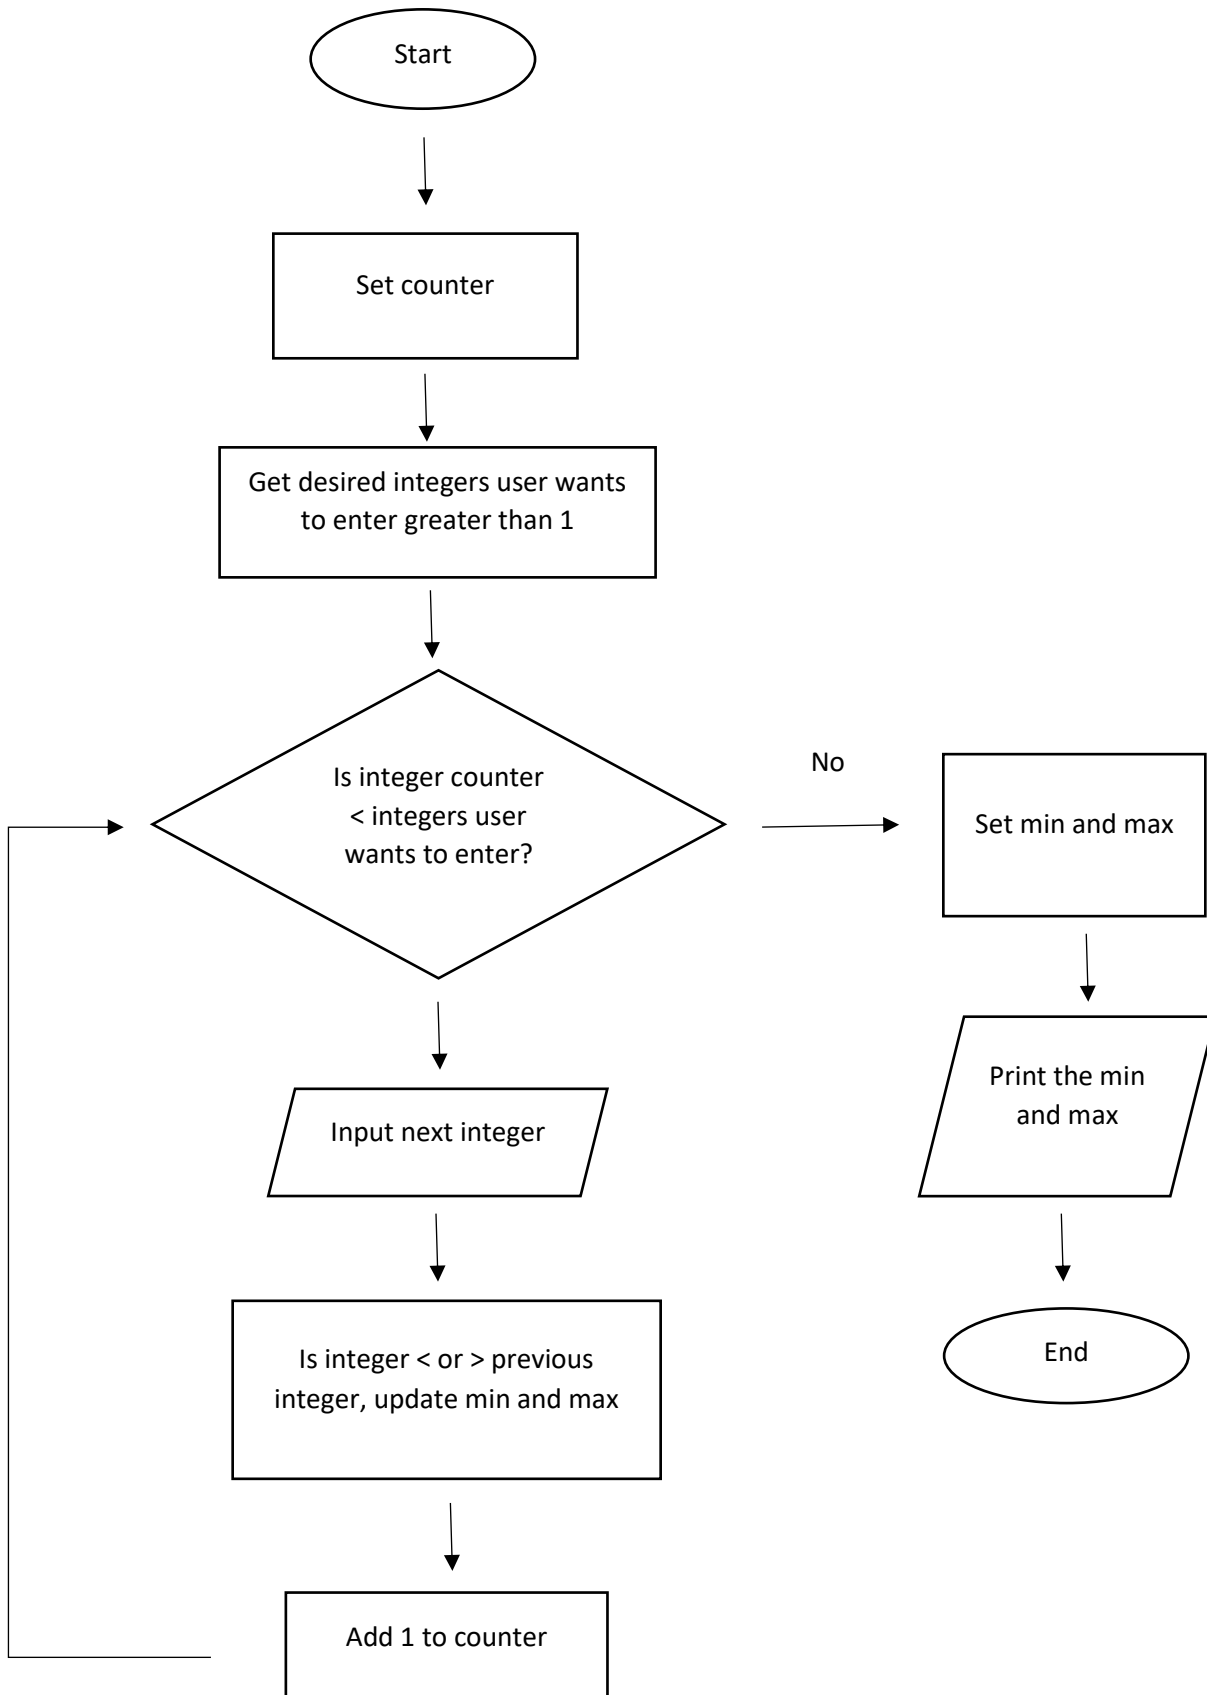 Start
Set counter
Get desired integers user wants
to enter greater than 1
Is integer counter
< integers user
wants to enter?
No
Set min and max
Input next integer
Print the min
and max
Is integer < or > previous
integer, update min and max
End
Add 1 to counter